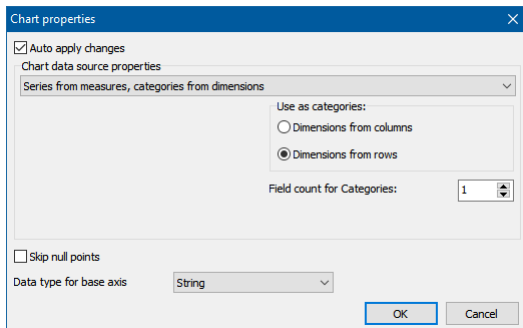 Chart properties
Auto apply changes
Chart data source properties
Series from measures, categories from dimensions
Use as categories:
Dimensions from columns
Dimensions from rows
Field count for Categories: 1
Skip null points
Data type for base axis String
OK Cancel